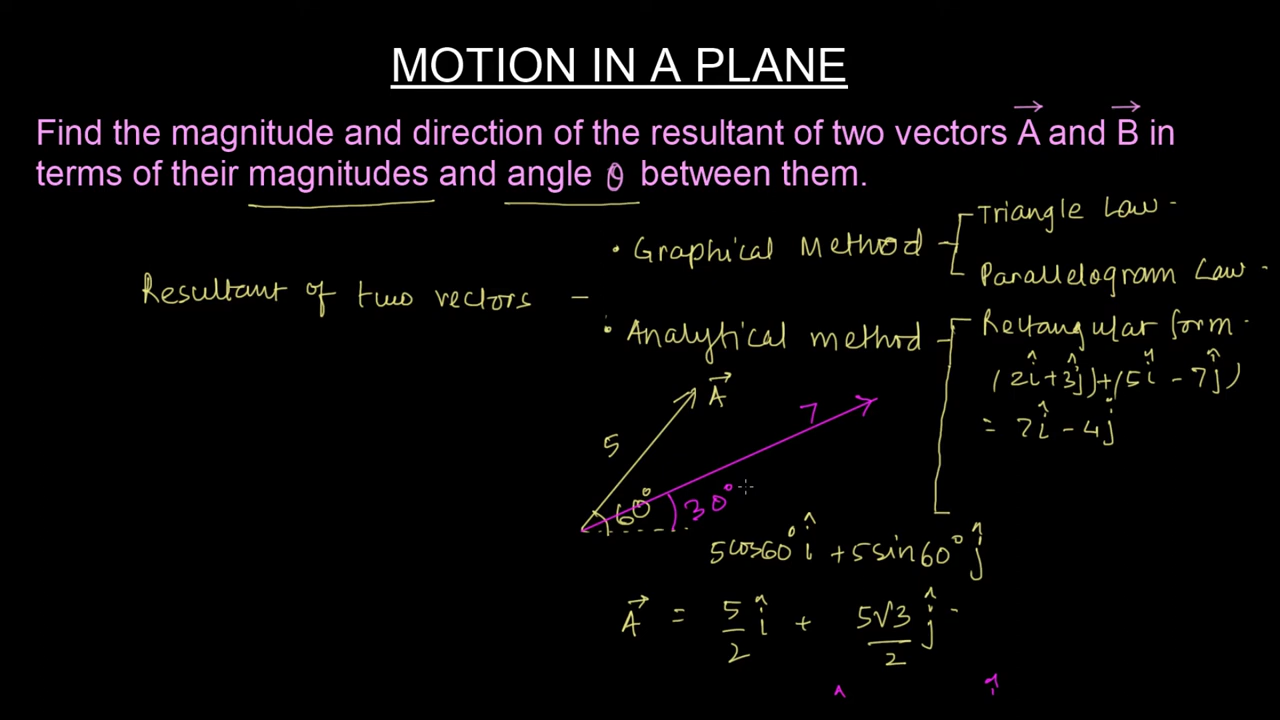 MOTION IN A PLANE
Find the magnitude and direction of the resultant of two vectors A⃗ and B⃗ in
terms of their magnitudes and angle θ between them.
Resultant of two vectors –
• Graphical Method
Triangle Law -
Parallelogram Law -
• Analytical method
Rectangular form -
(2î+3ĵ)+(5î - 7ĵ)
= 7î - 4ĵ
A⃗
5
7
60°
30°
5cos60° î + 5sin60° ĵ
A⃗ = 5/2 î + 5√3/2 ĵ -